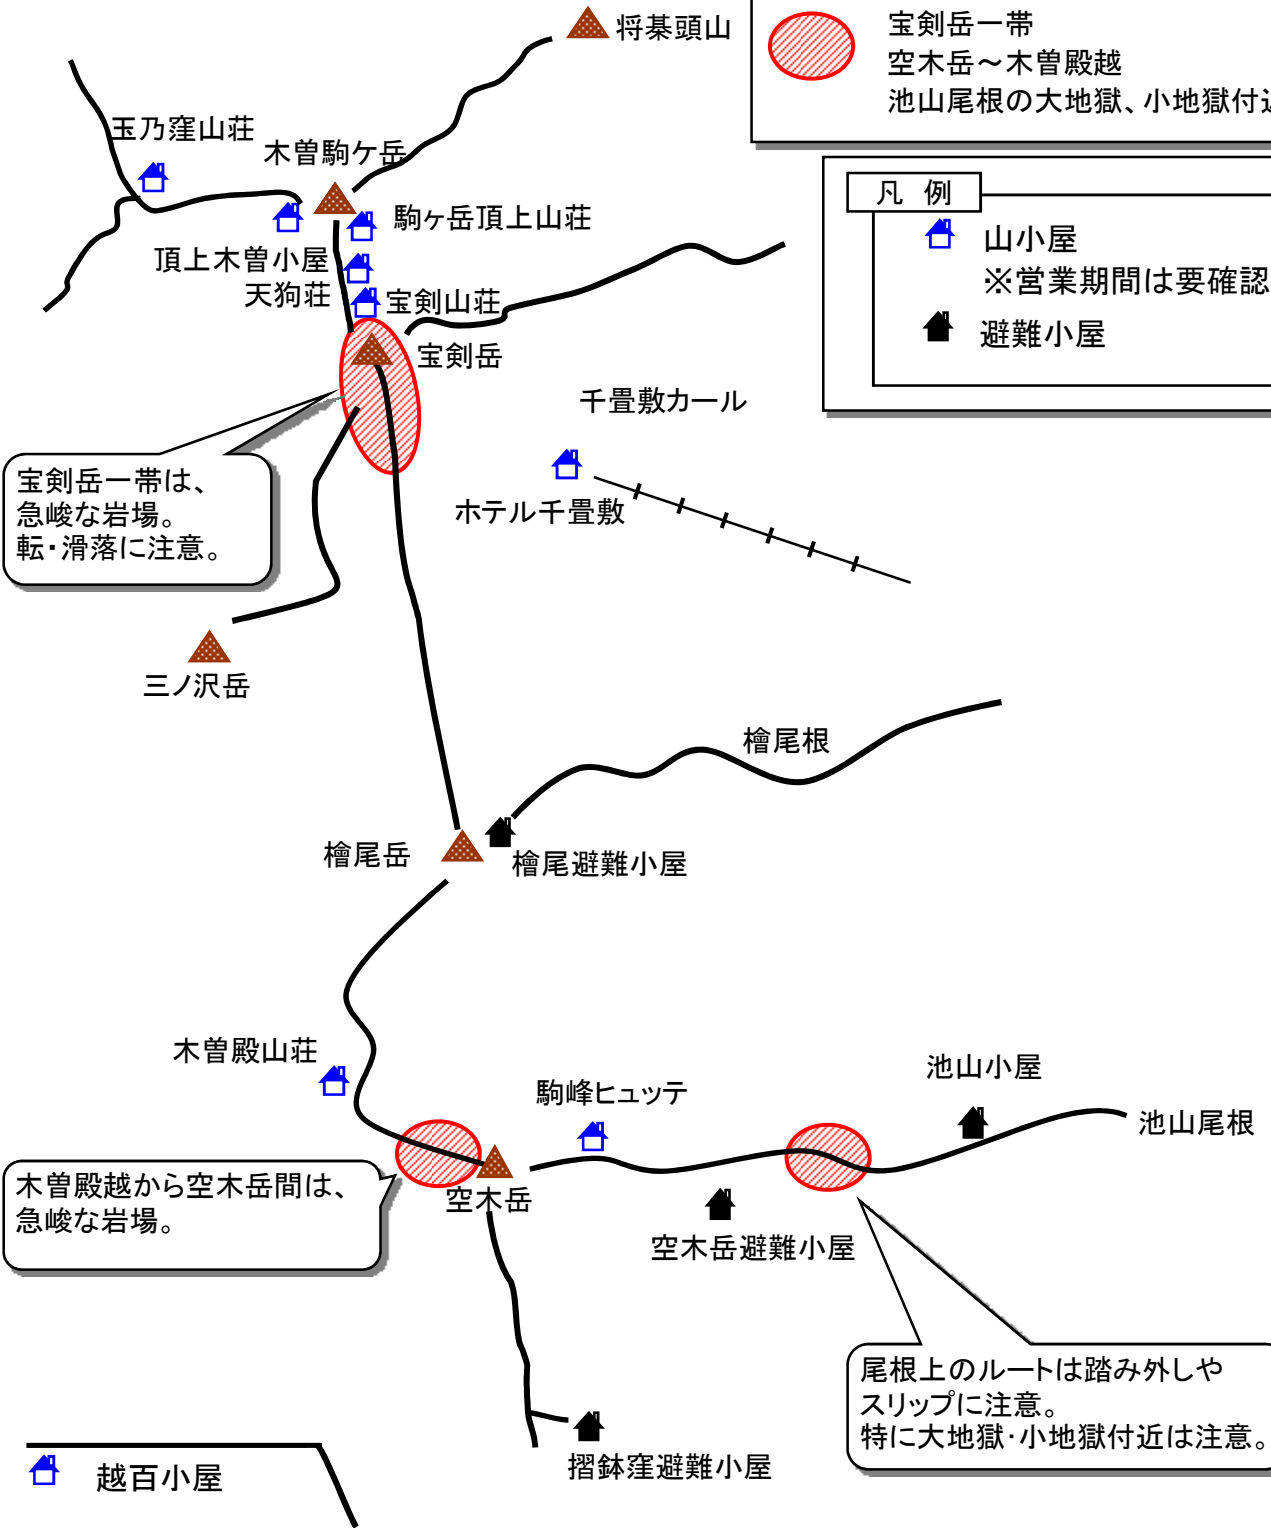 将棊頭山
宝剣岳一帯
空木岳～木曽殿越
池山尾根の大地獄、小地獄付近
玉乃窪山荘
木曽駒ケ岳
凡 例
駒ヶ岳頂上山荘
山小屋
頂上木曽小屋
※営業期間は要確認
天狗荘
宝剣山荘
避難小屋
宝剣岳
千畳敷カール
宝剣岳一帯は、
急峻な岩場。
転・滑落に注意。
ホテル千畳敷
三ノ沢岳
檜尾根
檜尾岳
檜尾避難小屋
木曽殿山荘
池山小屋
駒峰ヒュッテ
池山尾根
木曽殿越から空木岳間は、
急峻な岩場。
空木岳
空木岳避難小屋
尾根上のルートは踏み外しや
スリップに注意。
特に大地獄・小地獄付近は注意。
摺鉢窪避難小屋
越百小屋